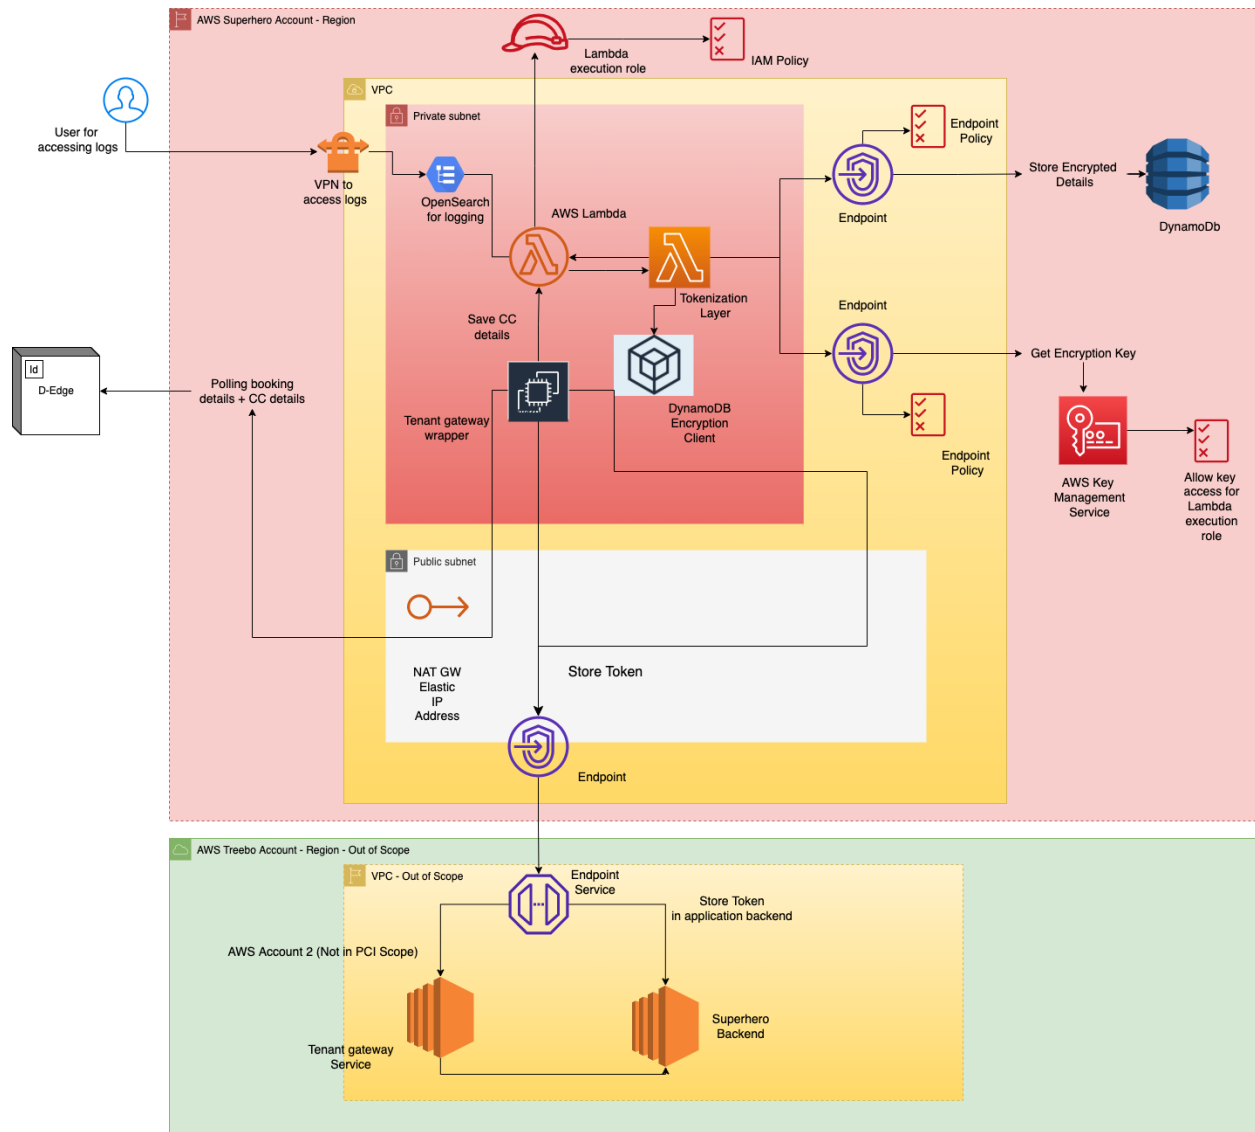 AWS Superhero Account - Region
Lambda
execution role
IAM Policy
VPC
Private subnet
User for
accessing logs
VPN to
access logs
OpenSearch
for logging
AWS Lambda
Endpoint
Policy
Endpoint
Store Encrypted
Details
DynamoDb
Tokenization
Layer
Save CC
details
Endpoint
Get Encryption Key
Id
D-Edge
Polling booking
details + CC details
Tenant gateway
wrapper
DynamoDB
Encryption
Client
Endpoint
Policy
AWS Key
Management
Service
Allow key
access for
Lambda
execution
role
Public subnet
NAT GW
Elastic
IP
Address
Store Token
Endpoint
AWS Treebo Account - Region - Out of Scope
VPC - Out of Scope
Endpoint
Service
Store Token
in application backend
AWS Account 2 (Not in PCI Scope)
Superhero
Backend
Tenant gateway
Service